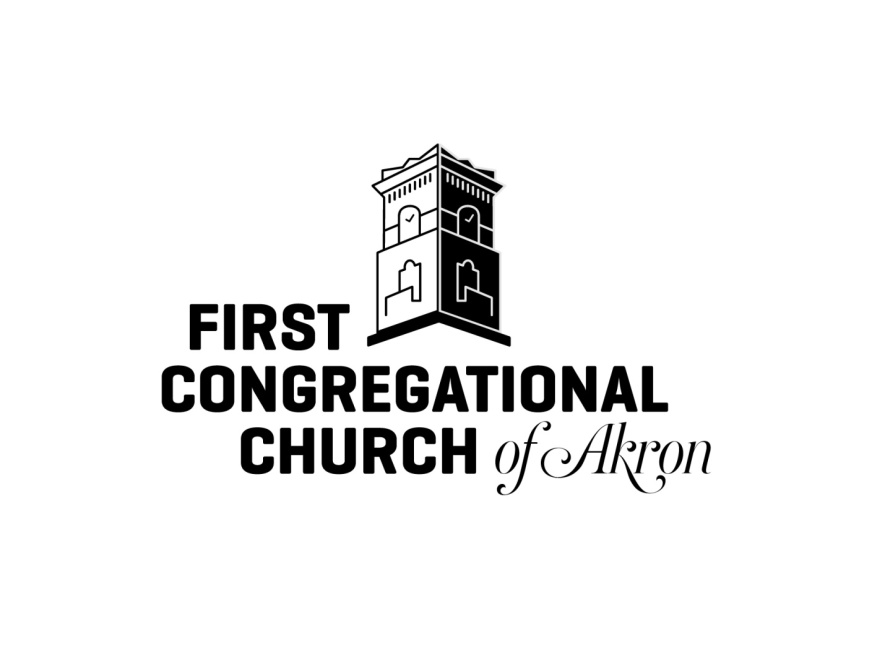 FIRST
CONGREGATIONAL
CHURCH of Akron